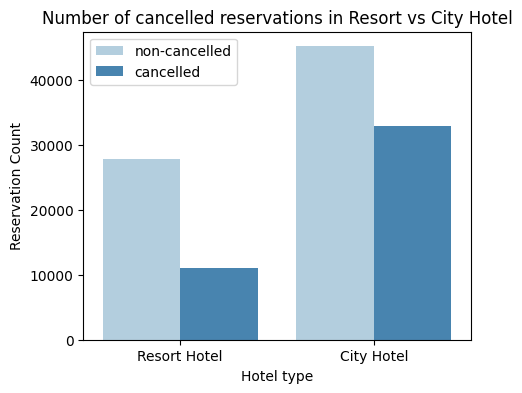 Number of cancelled reservations in Resort vs City Hotel
non-cancelled
cancelled
Reservation Count
40000
30000
20000
10000
0
Resort Hotel
City Hotel
Hotel type